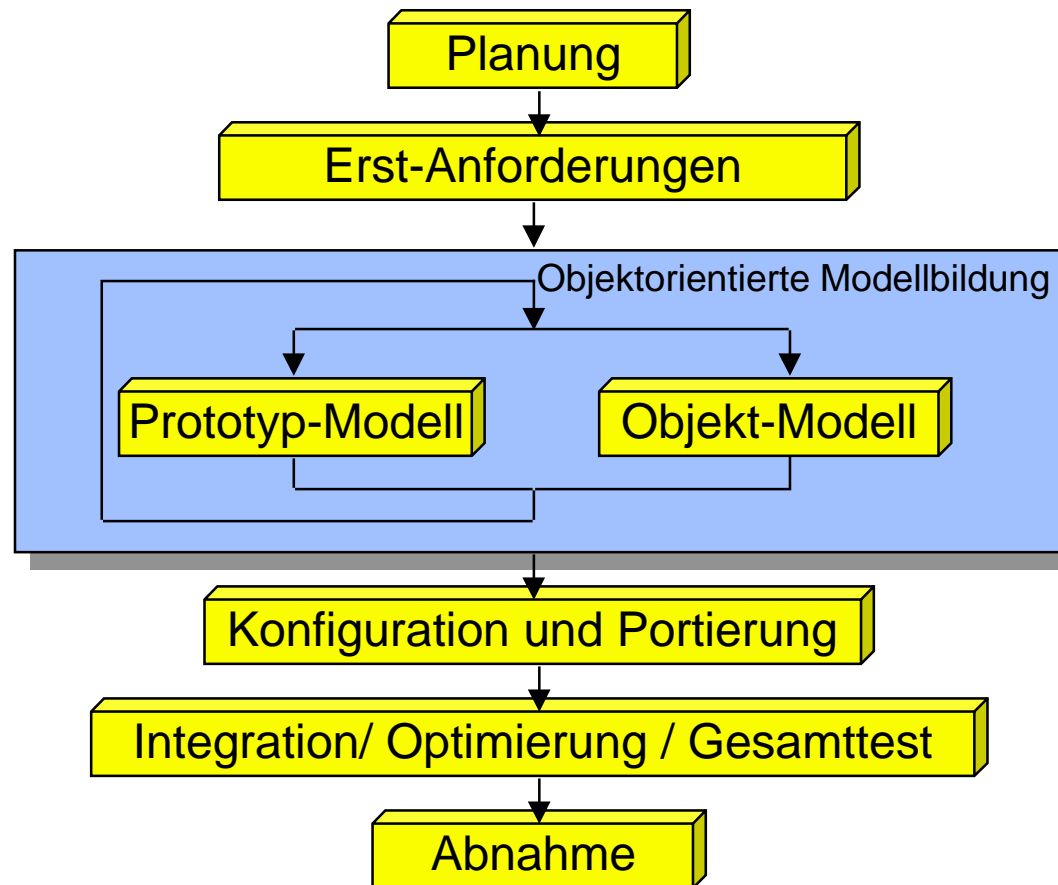 Planung
Erst-Anforderungen
Objektorientierte Modellbildung
Prototyp-Modell
Objekt-Modell
Konfiguration und Portierung
Integration/ Optimierung / Gesamttest
Abnahme